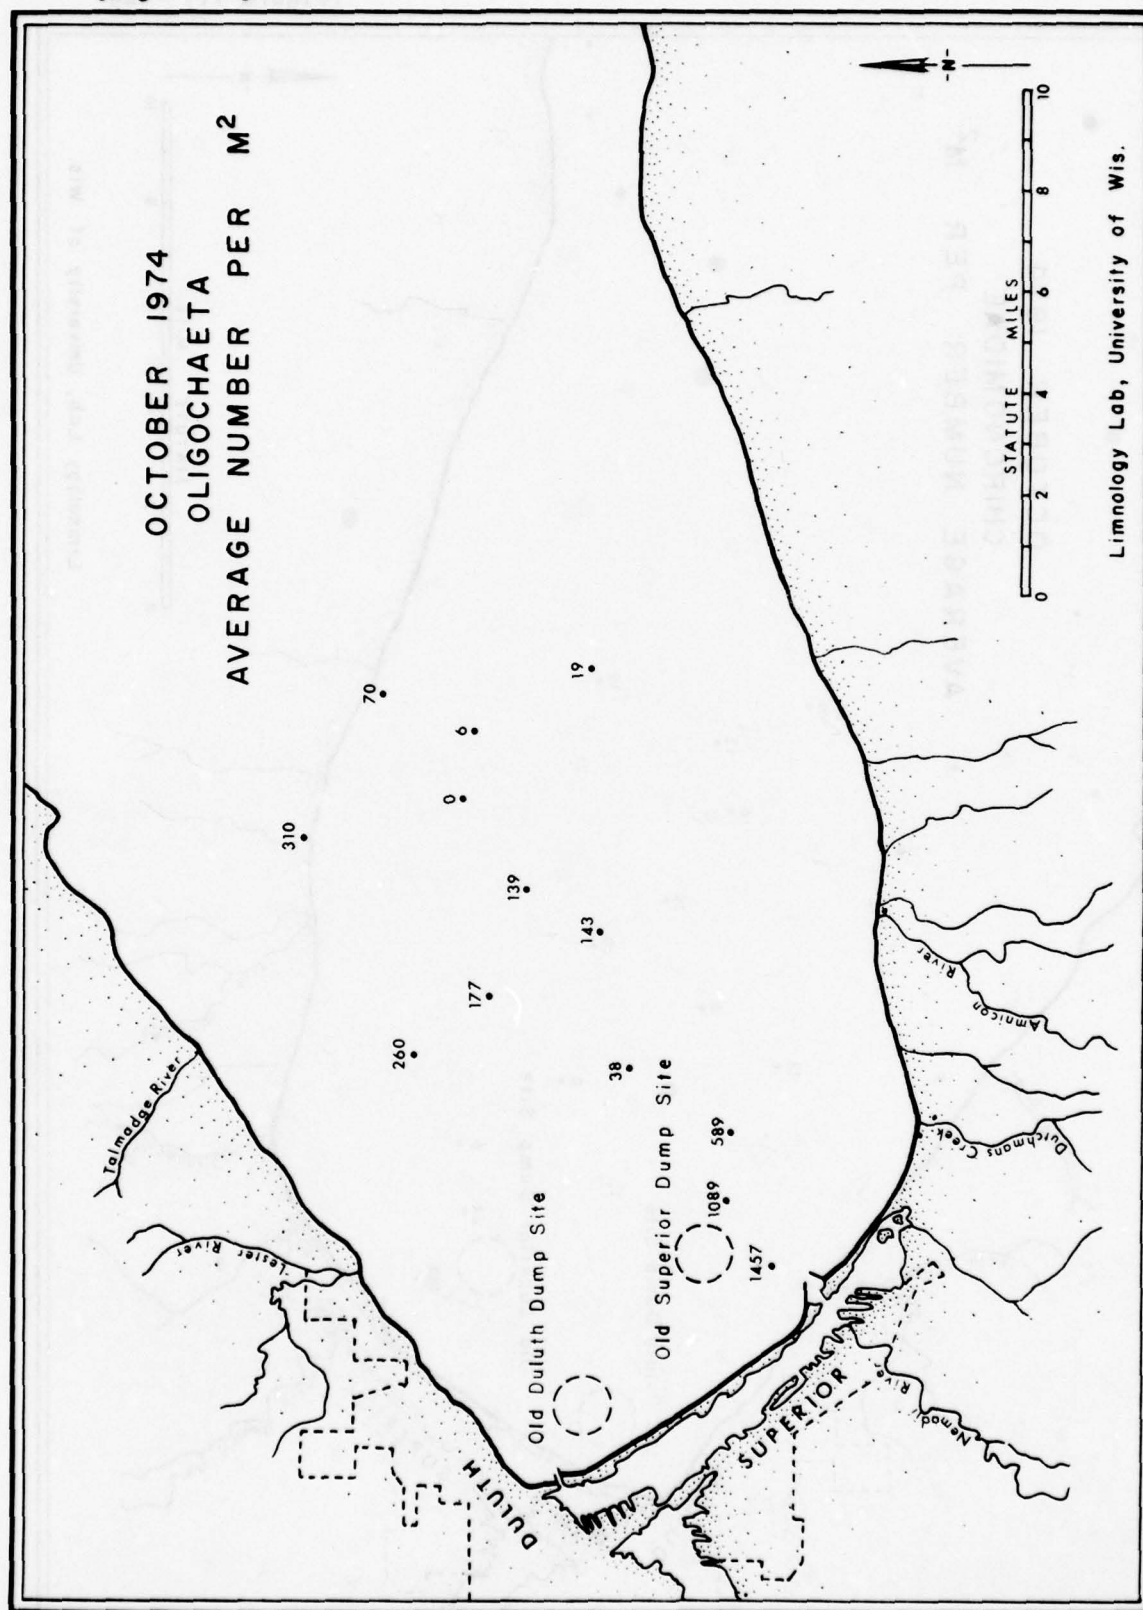 OCTOBER 1974
OLIGOCHAETA
AVERAGE NUMBER PER M²
Talmadge River
Lester River
310
70
6
0
139
19
143
177
260
38
589
1089
1457
Old Duluth Dump Site
Old Superior Dump Site
DULUTH
SUPERIOR
Nemadji River
Dutchmans Creek
Amnicon River
STATUTE MILES
0 2 4 6 8 10
-N-
Limnology Lab, University of Wis.